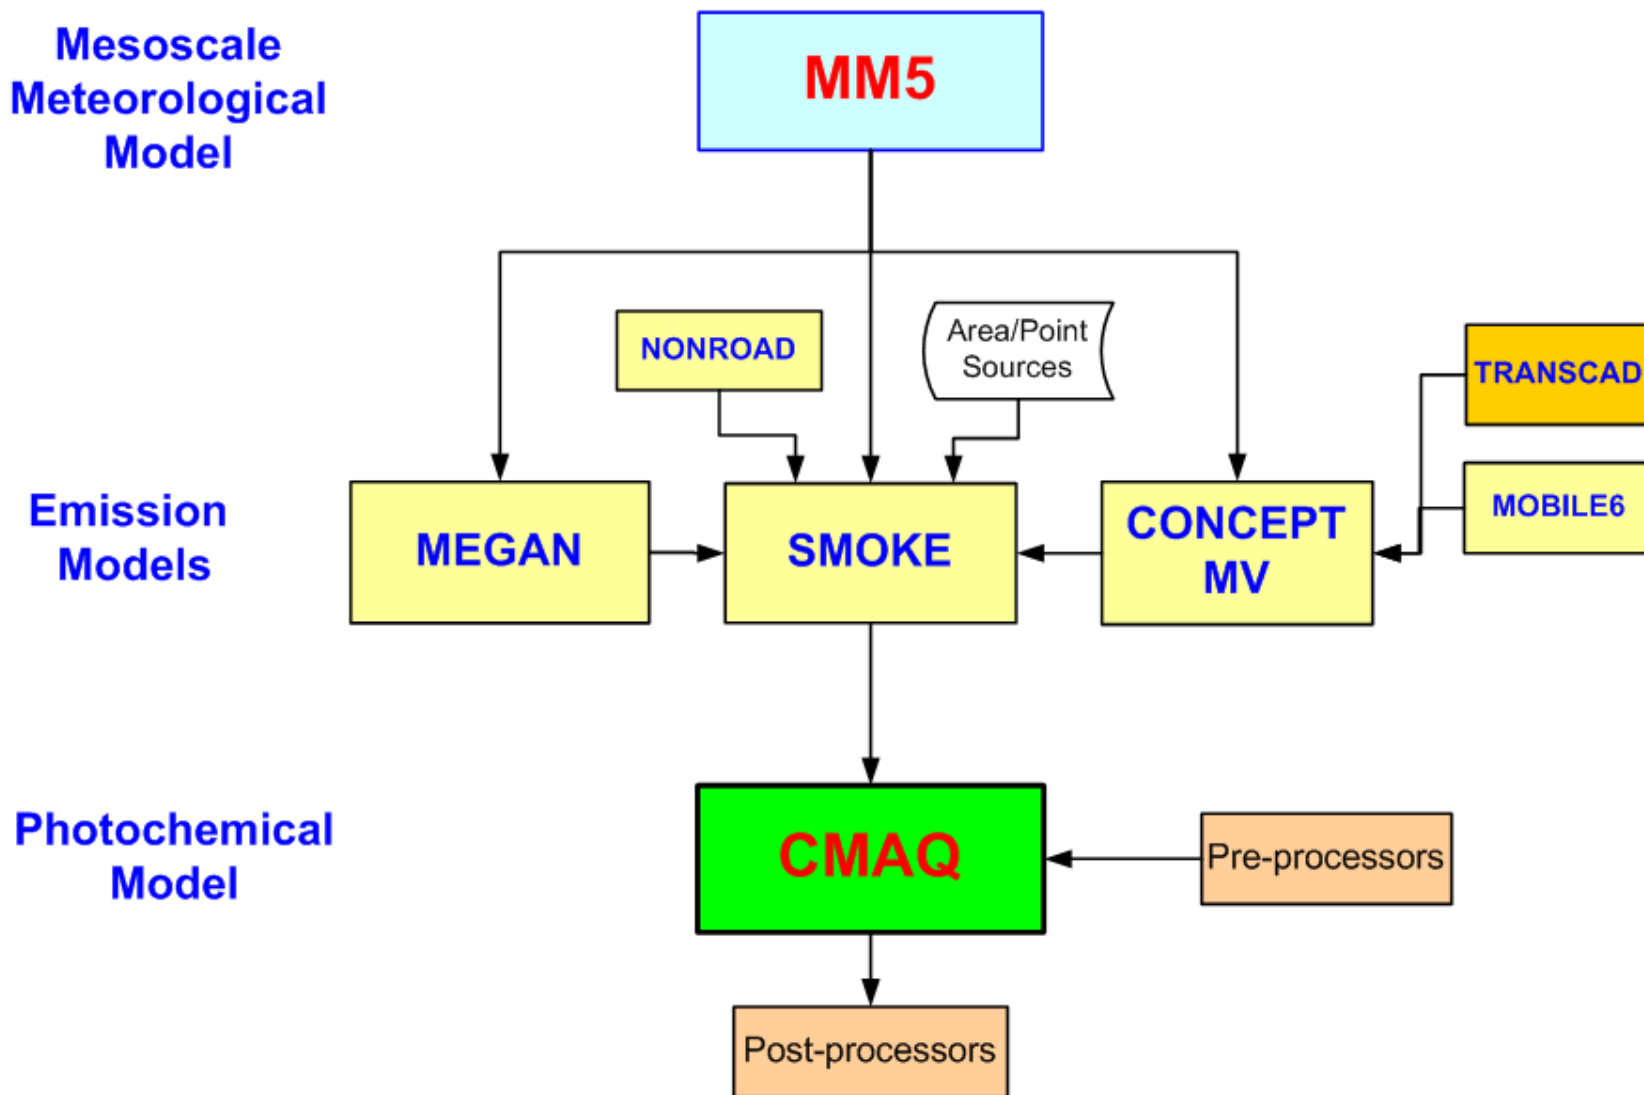 Mesoscale
Meteorological
Model
MM5
NONROAD
Area/Point
Sources
TRANSCAD
MOBILE6
Emission
Models
MEGAN
SMOKE
CONCEPT
MV
Photochemical
Model
CMAQ
Pre-processors
Post-processors